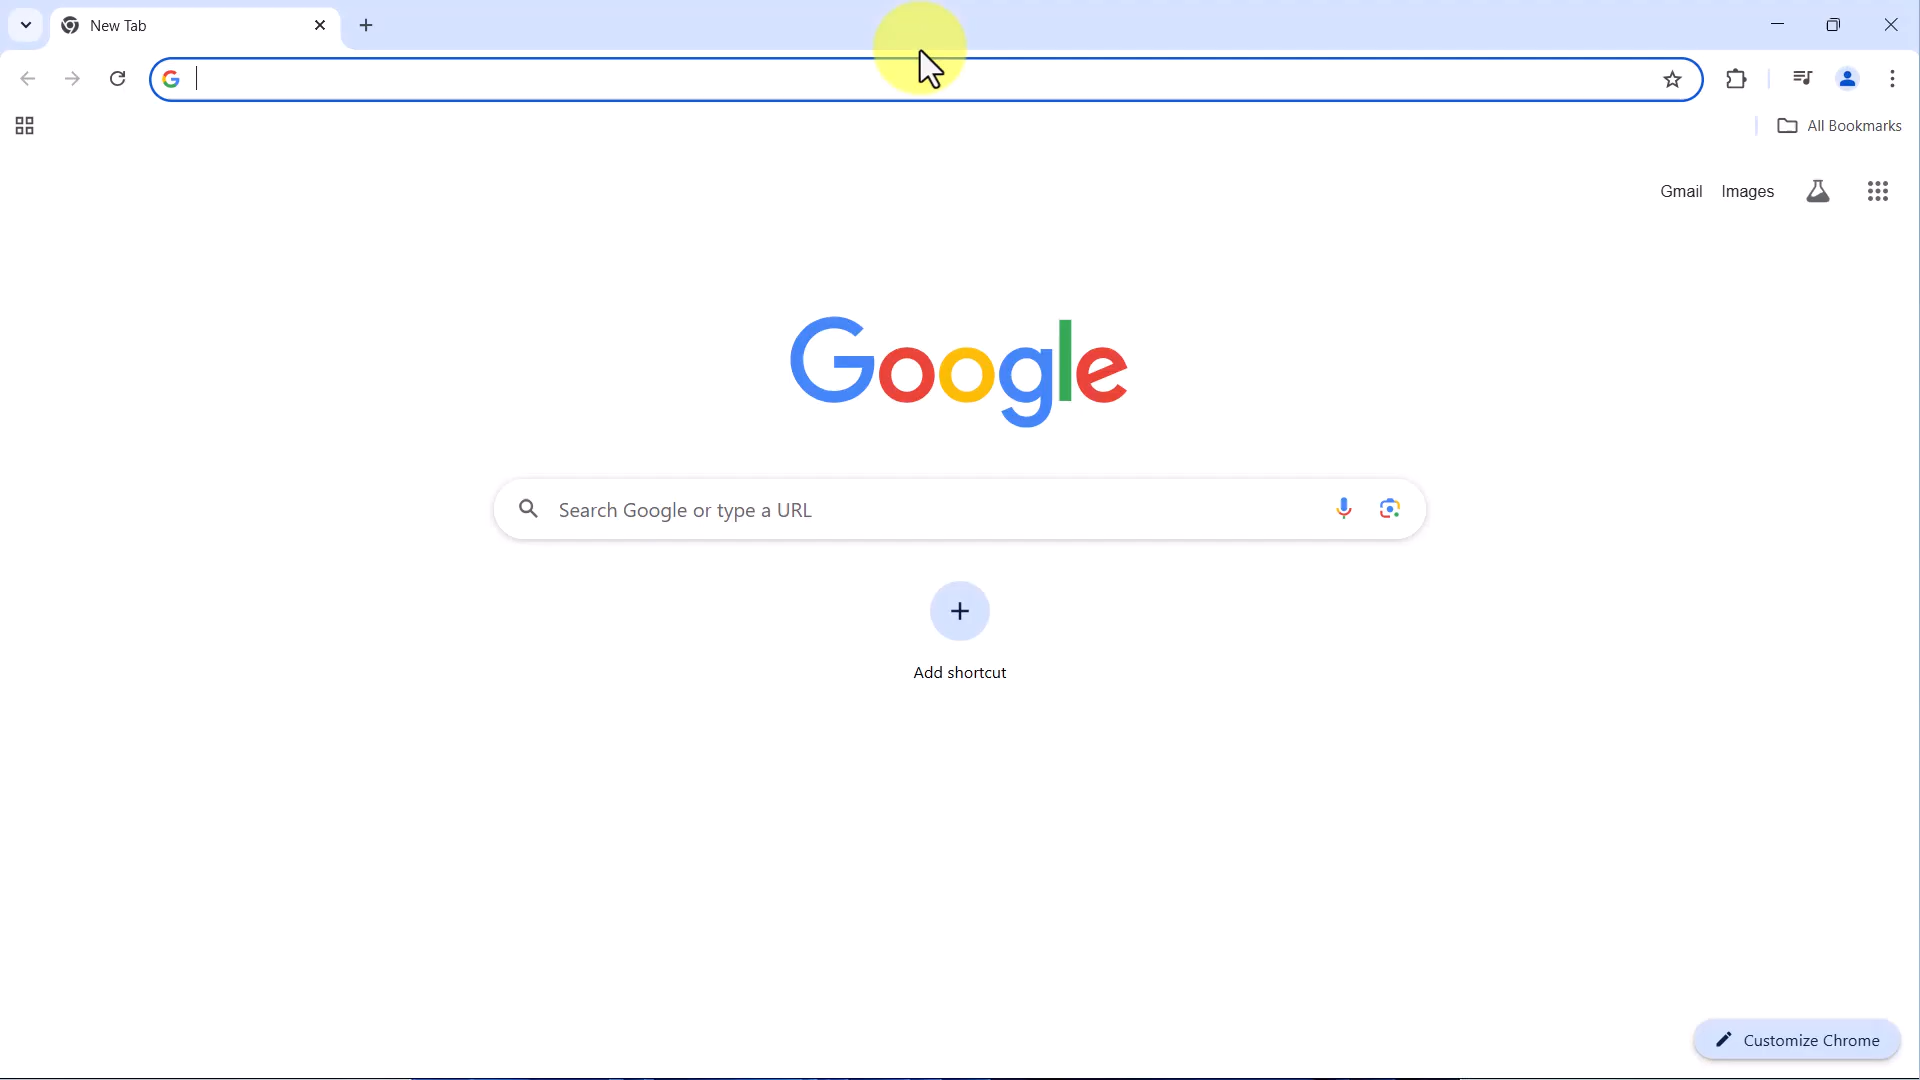 New Tab
All Bookmarks
Gmail Images
Google
Search Google or type a URL
Add shortcut
Customize Chrome